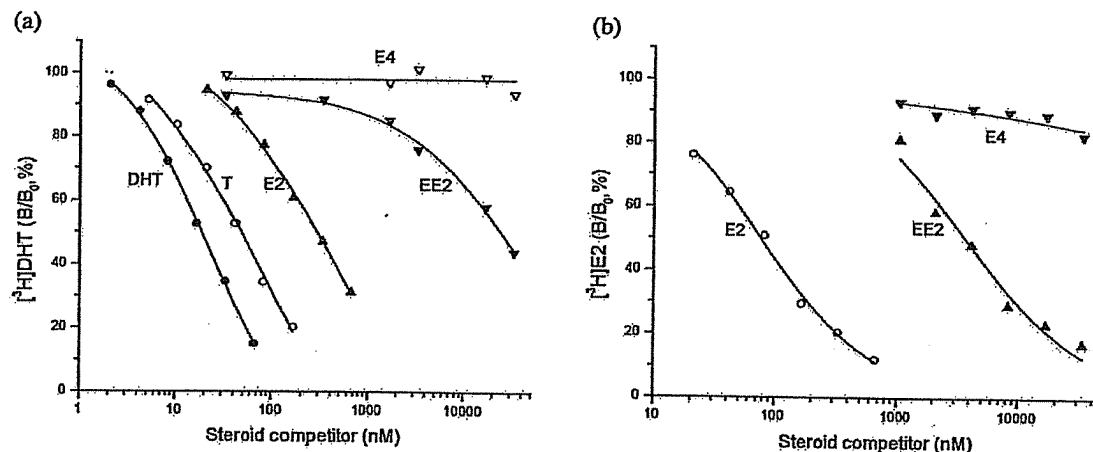 (a)
[³H]DHT (B/B₀, %)
100
80
60
40
20
0
E4
DHT
T
E2
EE2
1
10
100
1000
10000
Steroid competitor (nM)
(b)
[³H]E2 (B/B₀, %)
100
80
60
40
20
0
E4
E2
EE2
10
100
1000
10000
Steroid competitor (nM)